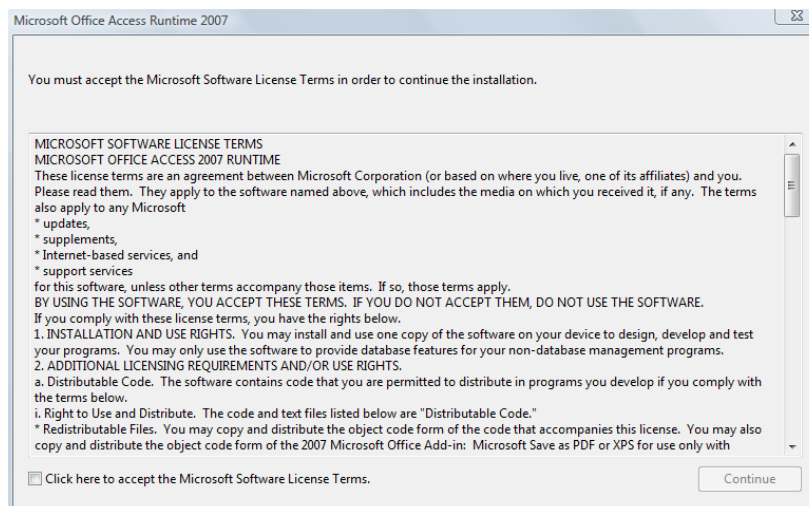 Microsoft Office Access Runtime 2007
You must accept the Microsoft Software License Terms in order to continue the installation.
MICROSOFT SOFTWARE LICENSE TERMS
MICROSOFT OFFICE ACCESS 2007 RUNTIME
These license terms are an agreement between Microsoft Corporation (or based on where you live, one of its affiliates) and you.
Please read them.  They apply to the software named above, which includes the media on which you received it, if any.  The terms
also apply to any Microsoft
* updates,
* supplements,
* Internet-based services, and
* support services
for this software, unless other terms accompany those items.  If so, those terms apply.
BY USING THE SOFTWARE, YOU ACCEPT THESE TERMS.  IF YOU DO NOT ACCEPT THEM, DO NOT USE THE SOFTWARE.
If you comply with these license terms, you have the rights below.
1. INSTALLATION AND USE RIGHTS.  You may install and use one copy of the software on your device to design, develop and test
your programs.  You may only use the software to provide database features for your non-database management programs.
2. ADDITIONAL LICENSING REQUIREMENTS AND/OR USE RIGHTS.
a. Distributable Code.  The software contains code that you are permitted to distribute in programs you develop if you comply with
the terms below.
i. Right to Use and Distribute.  The code and text files listed below are "Distributable Code."
* Redistributable Files.  You may copy and distribute the object code form of the code that accompanies this license.  You may also
copy and distribute the object code form of the 2007 Microsoft Office Add-in:  Microsoft Save as PDF or XPS for use only with
Click here to accept the Microsoft Software License Terms.
Continue